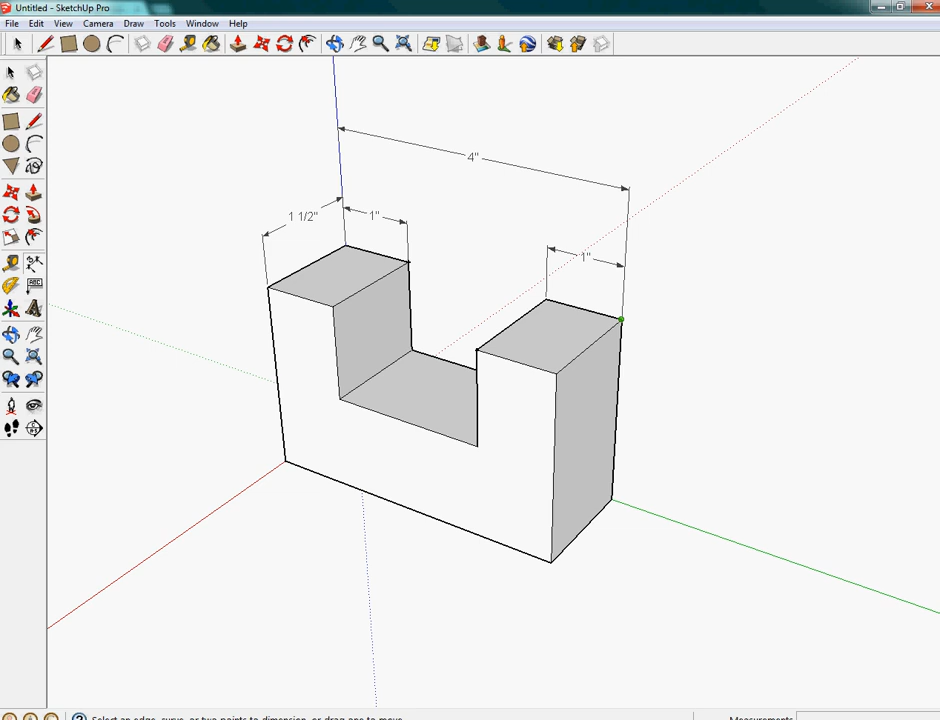 Untitled - SketchUp Pro
File Edit View Camera Draw Tools Window Help
4"
1 1/2"
1"
1"
ABC
A
Select an edge, curve, or two points to dimension, or drag one to move.
Measurements